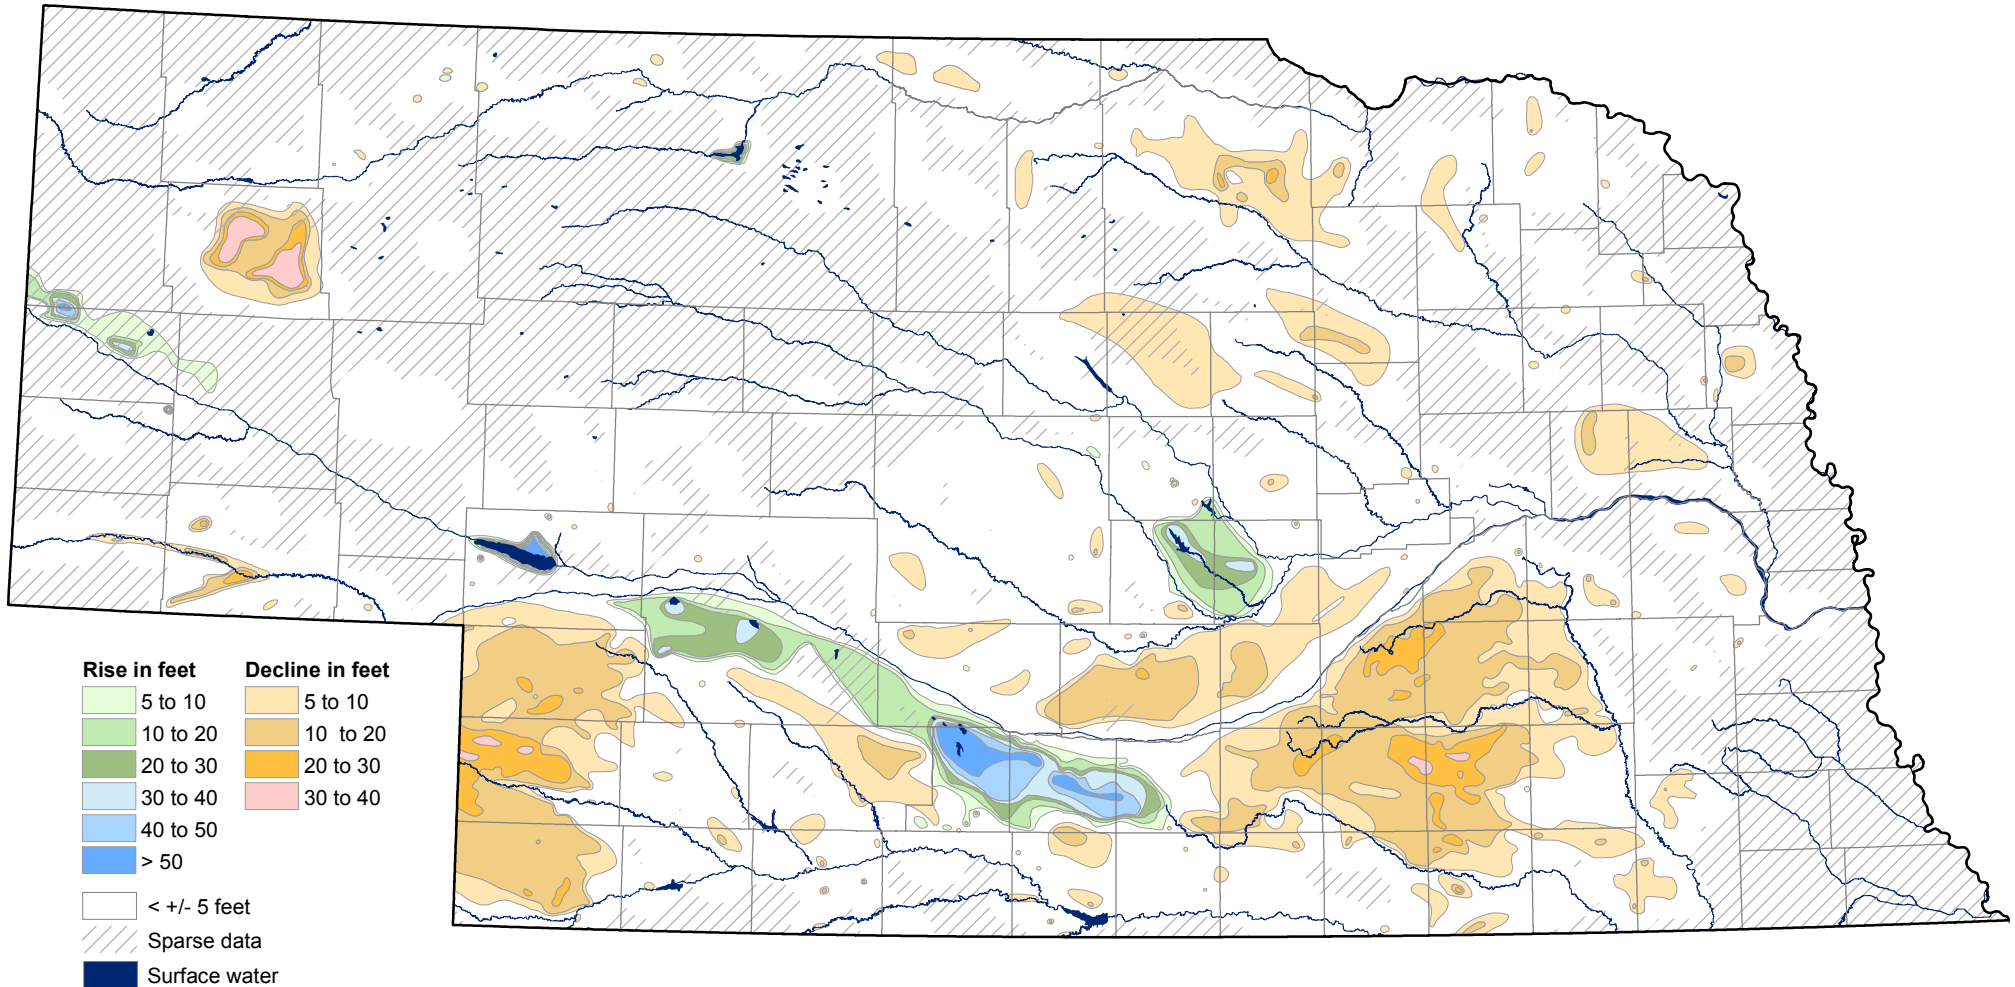 Rise in feet
Decline in feet
5 to 10
5 to 10
10 to 20
10 to 20
20 to 30
20 to 30
30 to 40
30 to 40
40 to 50
> 50
< +/- 5 feet
Sparse data
Surface water